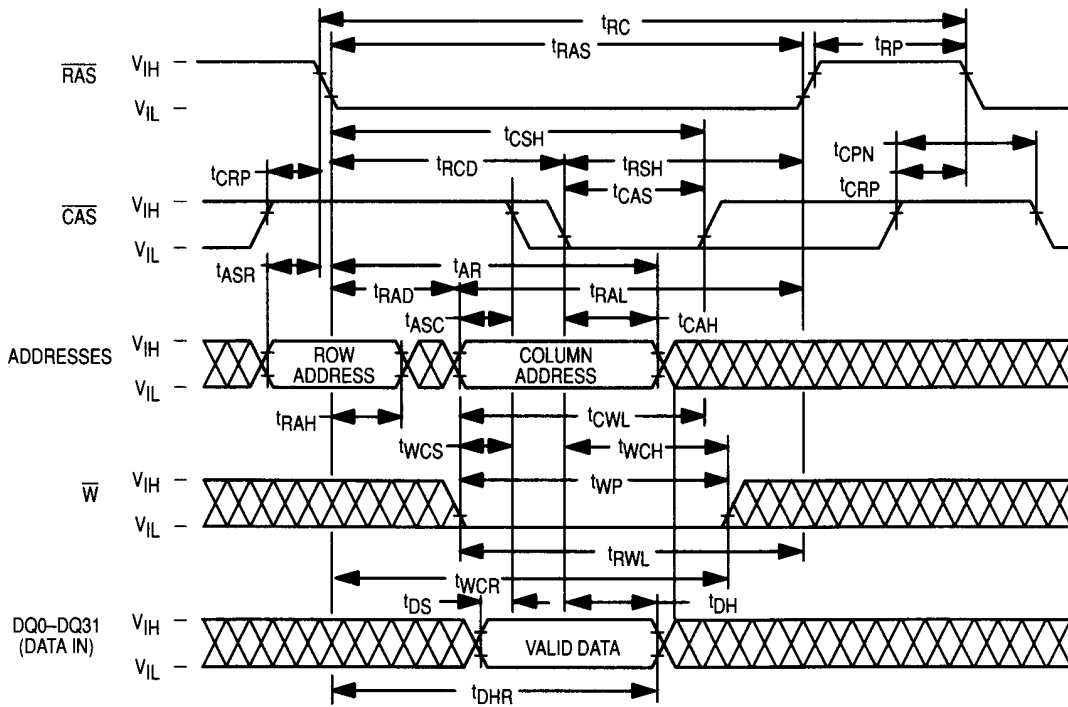 tRC
tRAS
tRP
RAS
VIH
VIL
tCSH
tRCD
tRSH
tCPN
tCRP
tCAS
tCRP
CAS
VIH
VIL
tASR
tAR
tRAD
tRAL
tASC
tCAH
ADDRESSES
VIH
VIL
ROW
ADDRESS
COLUMN
ADDRESS
tRAH
tCWL
tWCS
tWCH
W
VIH
VIL
tWP
tRWL
tWCR
tDS
tDH
DQ0–DQ31
(DATA IN)
VIH
VIL
VALID DATA
tDHR